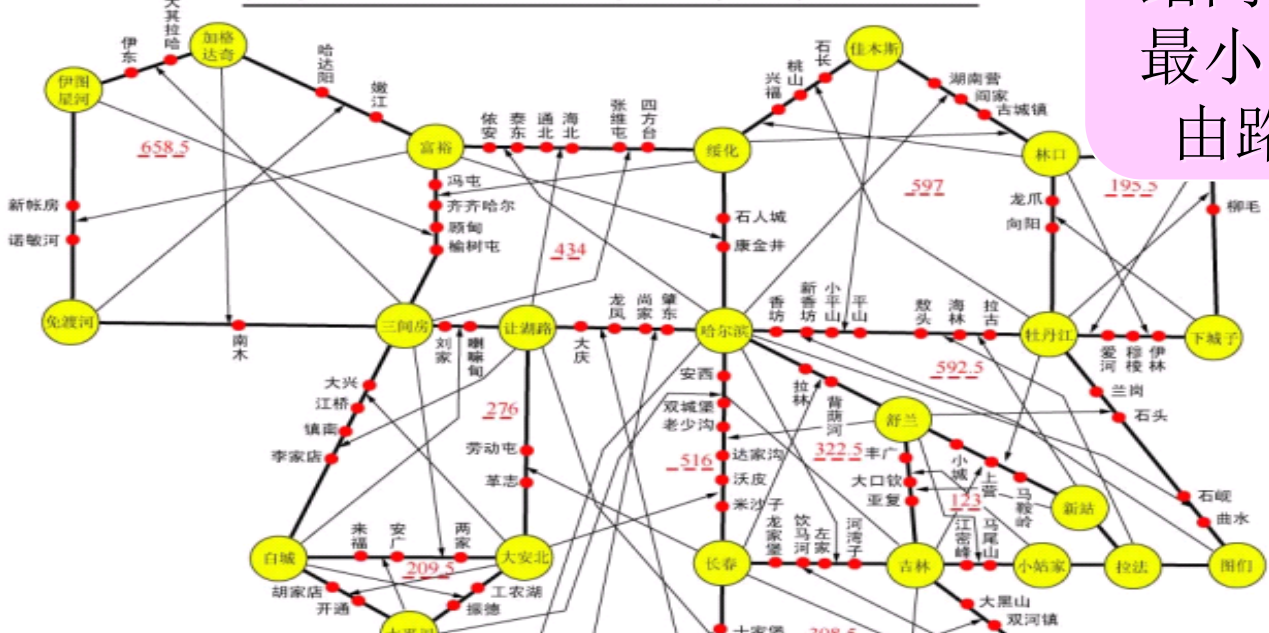 最小
由路
天其拉哈
伊东
加格
达奇
伊图
里河
哈达阳
嫩江
富裕
依安
泰东
通北
海北
张维屯
四方台
绥化
兴福
桃山
石长
佳木斯
湖南营
阎家
古城镇
林口
658.5
新帐房
诺敏河
冯屯
齐齐哈尔
顾甸
榆树屯
434
石人城
康金井
597
195.5
龙爪
向阳
柳毛
免渡河
南木
三间房
刘家
喇嘛甸
让湖路
大庆
龙风
尚家
肇东
哈尔滨
香坊
新香坊
小平山
平山
敖头
海林
拉古
牡丹江
爱河
穆棱
伊林
下城子
大兴
江桥
镇南
李家店
276
劳动屯
革志
安西
双城堡
老少沟
516
达家沟
沃皮
米沙子
拉林
背荫河
592.5
兰岗
石头
舒兰
322.5
丰广
大口钦
亚复
小城
上营
马鞍岭
123
新站
石岘
曲水
白城
来福
安广
两家
209.5
大安北
胡家店
开通
工农湖
振德
长春
龙家堡
饮马河
左家
河湾子
吉林
江密峰
马尾山
小姑家
拉法
图们
大黑山
双河镇